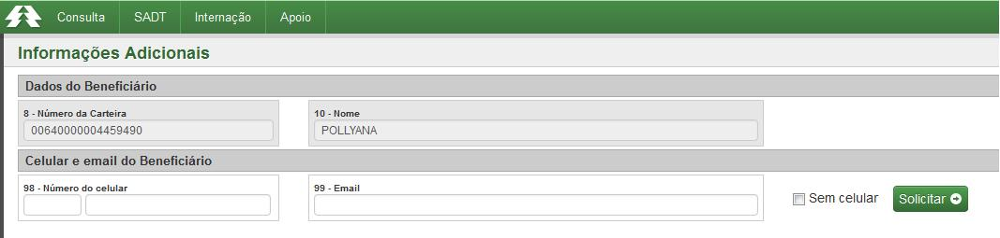 Consulta SADT Internação Apoio
Informações Adicionais
Dados do Beneficiário
8 - Número da Carteira 10 - Nome
00640000004459490 POLLYANA
Celular e email do Beneficiário
98 - Número do celular 99 - Email
Sem celular Solicitar